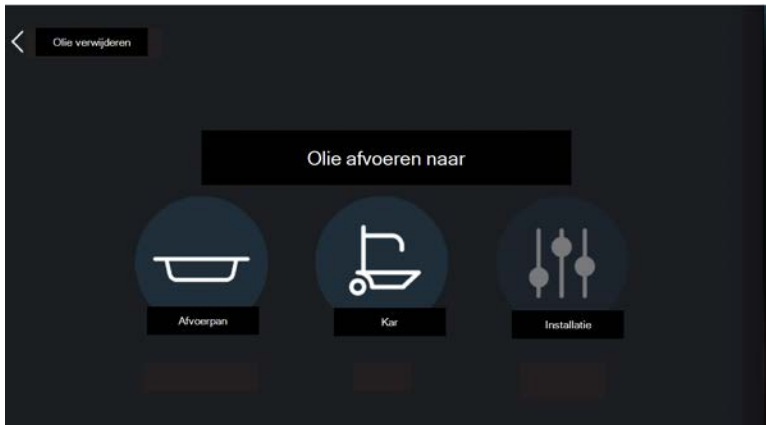 Olie verwijderen
Olie afvoeren naar
Afvoerpan
Kar
Installatie